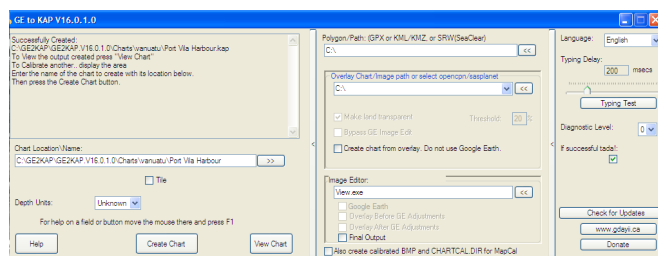 GE to KAP V16.0.1.0
Successfully Created:
C:\GE2KAP\GE2KAP.V16.0.1.0\Charts\vanuatu\Port Vila Harbour.kap
To View the output created press "View Chart"
To Calibrate another.. display the area
Enter the name of the chart to create with its location below.
Then press the Create Chart button.
Chart Location\Name:
C:\GE2KAP\GE2KAP.V16.0.1.0\Charts\vanuatu\Port Vila Harbour
>>
Tile
Depth Units:
Unknown
For help on a field or button move the mouse there and press F1
Help
Create Chart
View Chart
<
Polygon/Path: (GPX or KML/KMZ, or SRW(SeaClear)
C:\
<<
Overlay Chart/Image path or select opencpn/sasplanet
C:\
<<
Make land transparent
Threshold:
20 %
Bypass GE Image Edit
Create chart from overlay. Do not use Google Earth.
Image Editor:
View.exe
<<
Google Earth
Overlay Before GE Adjustments
Overlay After GE Adjustments
Final Output
Also create calibrated BMP and CHARTCAL.DIR for MapCal
<
Language:
English
Typing Delay:
200 msecs
Typing Test
Diagnostic Level:
0
If successful tada!:
Check for Updates
www.gdayi.ca
Donate